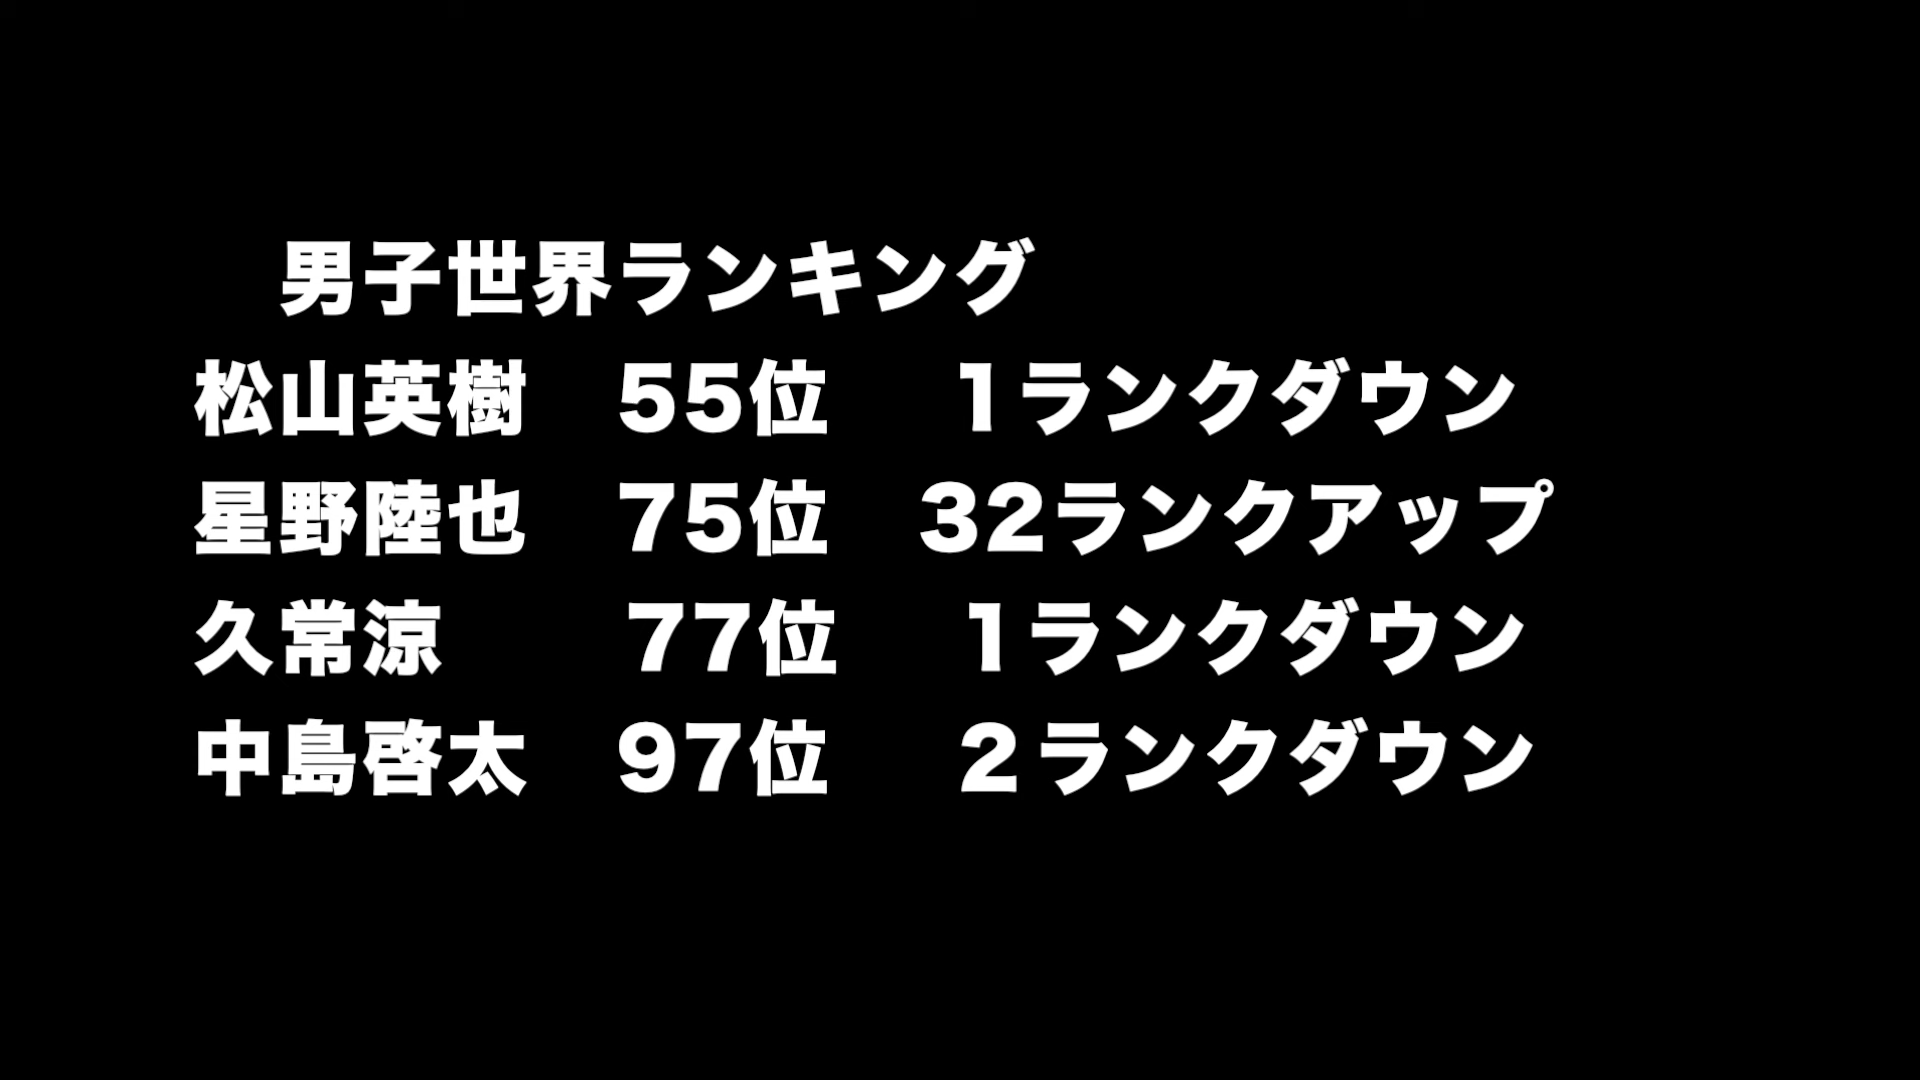 男子世界ランキング
松山英樹　55位　1ランクダウン
星野陸也　75位　32ランクアップ
久常涼　77位　1ランクダウン
中島啓太　97位　2ランクダウン